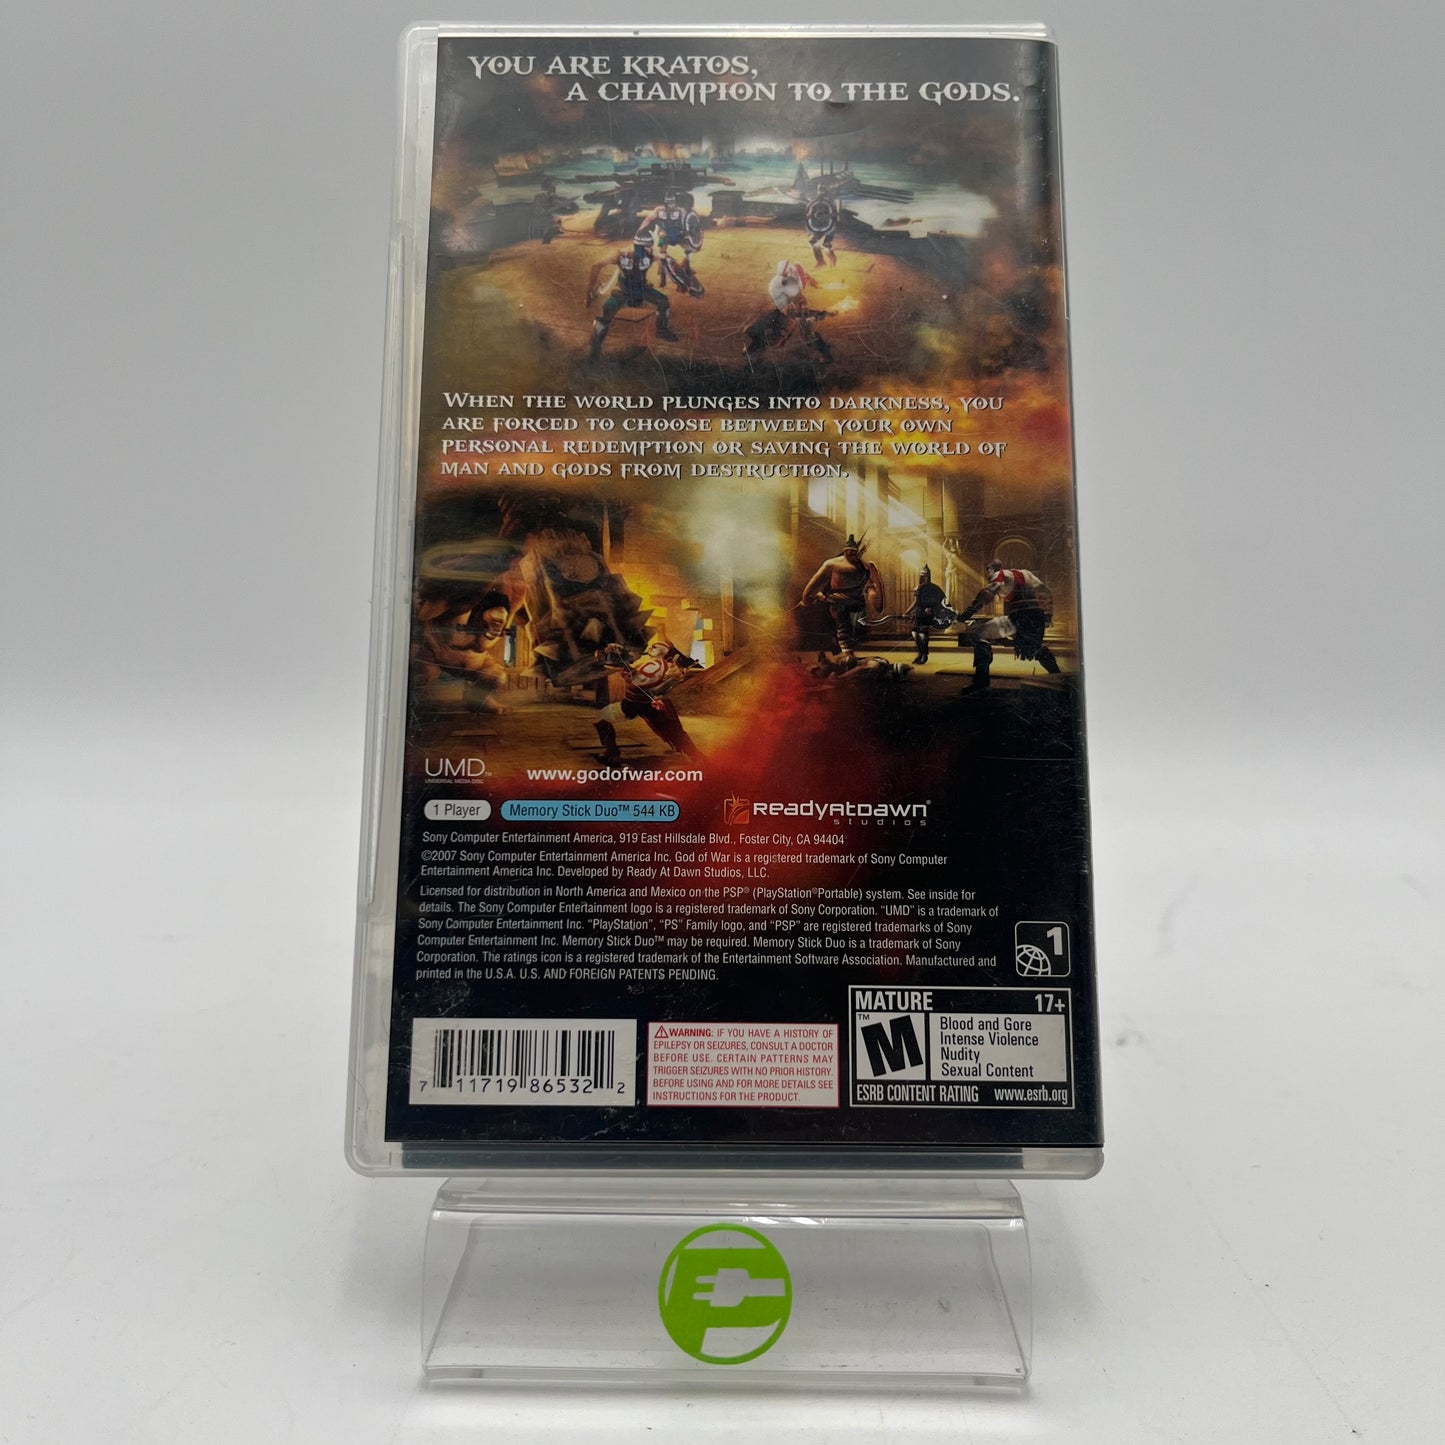 YOU ARE KRATOS,
A CHAMPION TO THE GODS.
WHEN THE WORLD PLUNGES INTO DARKNESS, YOU
ARE FORCED TO CHOOSE BETWEEN YOUR OWN
PERSONAL REDEMPTION OR SAVING THE WORLD OF
MAN AND GODS FROM DESTRUCTION.
UMD™
UNIVERSAL MEDIA DISC
www.godofwar.com
1 Player
Memory Stick Duo™ 544 KB
READYATDAWN®
studios
Sony Computer Entertainment America, 919 East Hillsdale Blvd., Foster City, CA 94404
©2007 Sony Computer Entertainment America Inc. God of War is a registered trademark of Sony Computer
Entertainment America Inc. Developed by Ready At Dawn Studios, LLC.
Licensed for distribution in North America and Mexico on the PSP® (PlayStation®Portable) system. See inside for
details. The Sony Computer Entertainment logo is a registered trademark of Sony Corporation. “UMD” is a trademark of
Sony Computer Entertainment Inc. “PlayStation”, “PS” Family logo, and “PSP” are registered trademarks of Sony
Computer Entertainment Inc. Memory Stick Duo™ may be required. Memory Stick Duo is a trademark of Sony
Corporation. The ratings icon is a registered trademark of the Entertainment Software Association. Manufactured and
printed in the U.S.A. U.S. AND FOREIGN PATENTS PENDING.
1
MATURE 17+
M™
Blood and Gore
Intense Violence
Nudity
Sexual Content
ESRB CONTENT RATING www.esrb.org
WARNING: IF YOU HAVE A HISTORY OF
EPILEPSY OR SEIZURES, CONSULT A DOCTOR
BEFORE USE. CERTAIN PATTERNS MAY
TRIGGER SEIZURES WITH NO PRIOR HISTORY.
BEFORE USING AND FOR MORE DETAILS SEE
INSTRUCTIONS FOR THE PRODUCT.
7 11719 86532 2